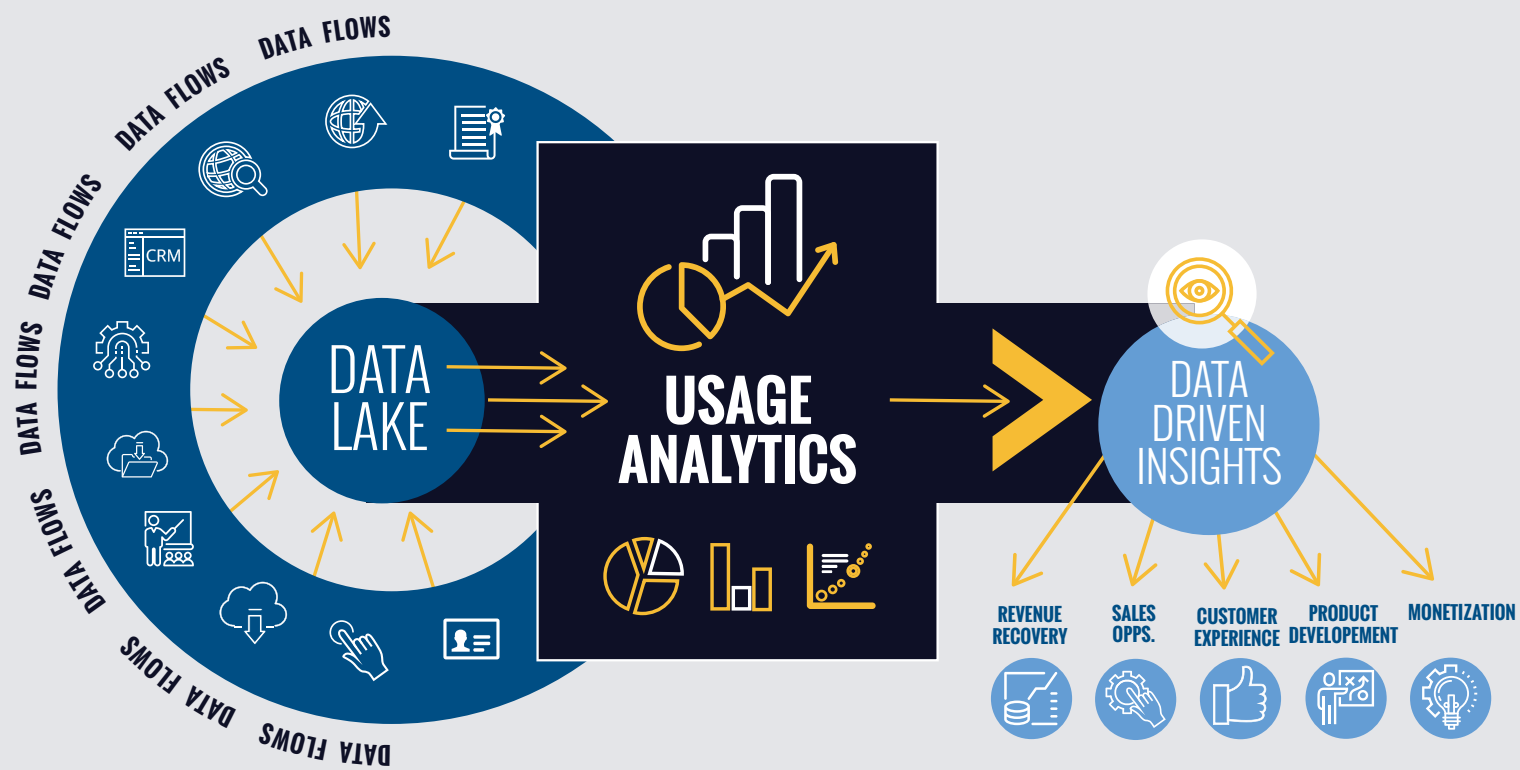 DATA FLOWS
DATA FLOWS
DATA FLOWS
DATA FLOWS
DATA FLOWS
DATA FLOWS
DATA FLOWS
CRM
DATA
LAKE
USAGE
ANALYTICS
DATA
DRIVEN
INSIGHTS
REVENUE
RECOVERY
SALES
OPPS.
CUSTOMER
EXPERIENCE
PRODUCT
DEVELOPEMENT
MONETIZATION